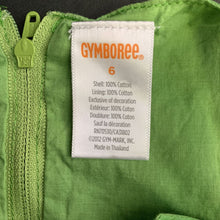 GYMBOREE®
6
Shell: 100% Cotton
Lining: 100% Cotton
Exclusive of decoration
Extérieur: 100% Coton
Doublure: 100% Coton
Sauf la décoration
RN70530/CA31802
©2012 GYM-MARK, INC.
Made in Thailand